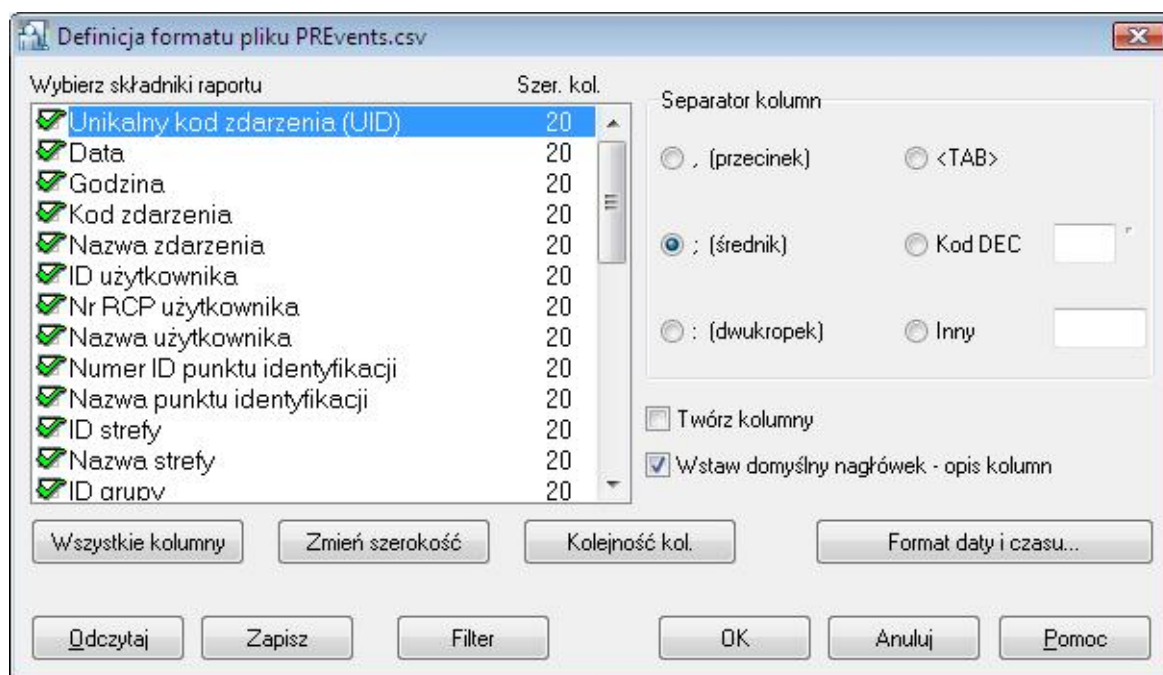 Definicja formatu pliku PREvents.csv
Wybierz składniki raportu Szer. kol.
Unikalny kod zdarzenia (UID) 20
Data 20
Godzina 20
Kod zdarzenia 20
Nazwa zdarzenia 20
ID użytkownika 20
Nr RCP użytkownika 20
Nazwa użytkownika 20
Numer ID punktu identyfikacji 20
Nazwa punktu identyfikacji 20
ID strefy 20
Nazwa strefy 20
ID grupy 20
Separator kolumn
, (przecinek) <TAB>
; (średnik) Kod DEC
: (dwukropek) Inny
Twórz kolumny
Wstaw domyślny nagłówek - opis kolumn
Wszystkie kolumny Zmień szerokość Kolejność kol. Format daty i czasu...
Odczytaj Zapisz Filter OK Anuluj Pomoc